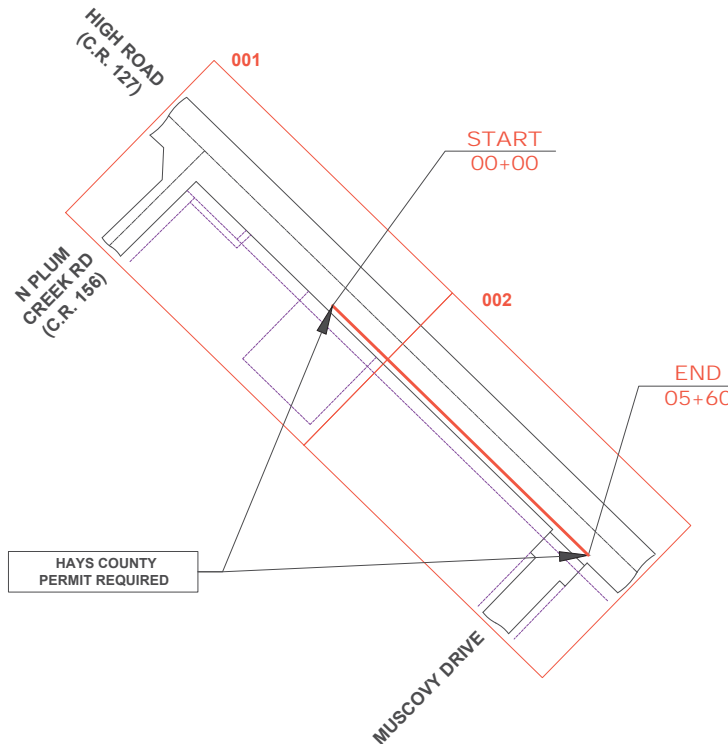 HIGH ROAD
(C.R. 127)
001
START
00+00
N PLUM
CREEK RD
(C.R. 156)
002
END
05+60
HAYS COUNTY
PERMIT REQUIRED
MUSCOVY DRIVE